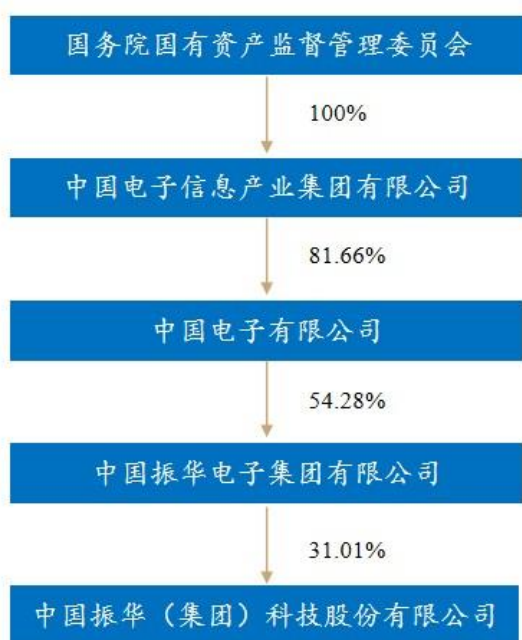 国务院国有资产监督管理委员会
100%
中国电子信息产业集团有限公司
81.66%
中国电子有限公司
54.28%
中国振华电子集团有限公司
31.01%
中国振华（集团）科技股份有限公司